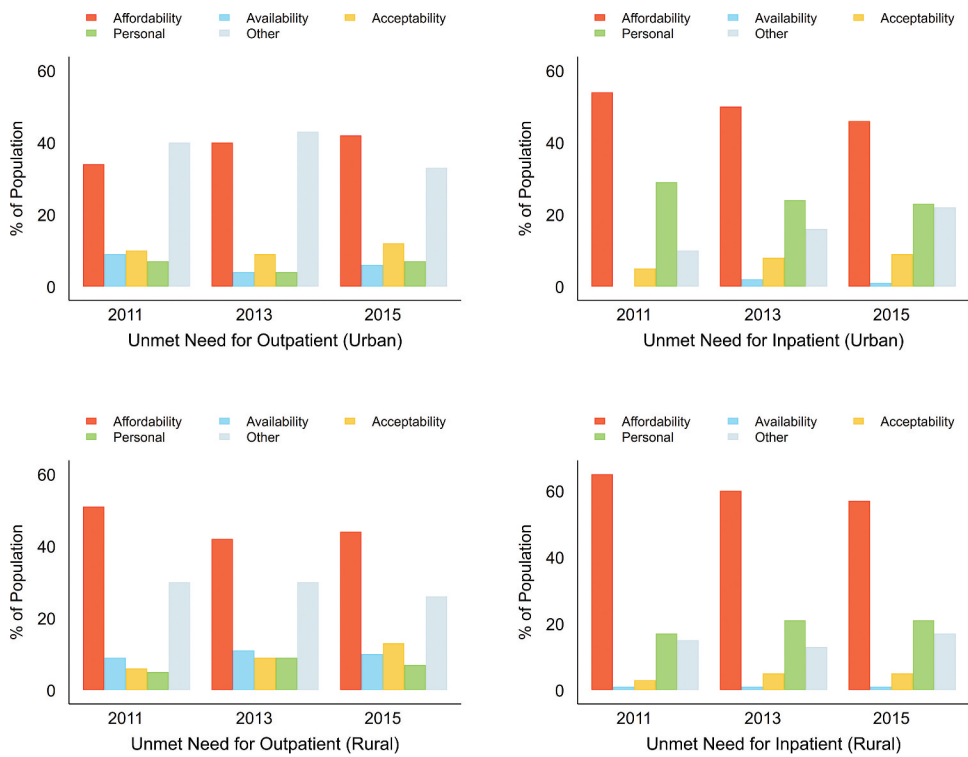 Affordability Availability Acceptability
Personal Other
60
40
20
0
% of Population
2011 2013 2015
Unmet Need for Outpatient (Urban)
Affordability Availability Acceptability
Personal Other
60
40
20
0
% of Population
2011 2013 2015
Unmet Need for Inpatient (Urban)
Affordability Availability Acceptability
Personal Other
60
40
20
0
% of Population
2011 2013 2015
Unmet Need for Outpatient (Rural)
Affordability Availability Acceptability
Personal Other
60
40
20
0
% of Population
2011 2013 2015
Unmet Need for Inpatient (Rural)